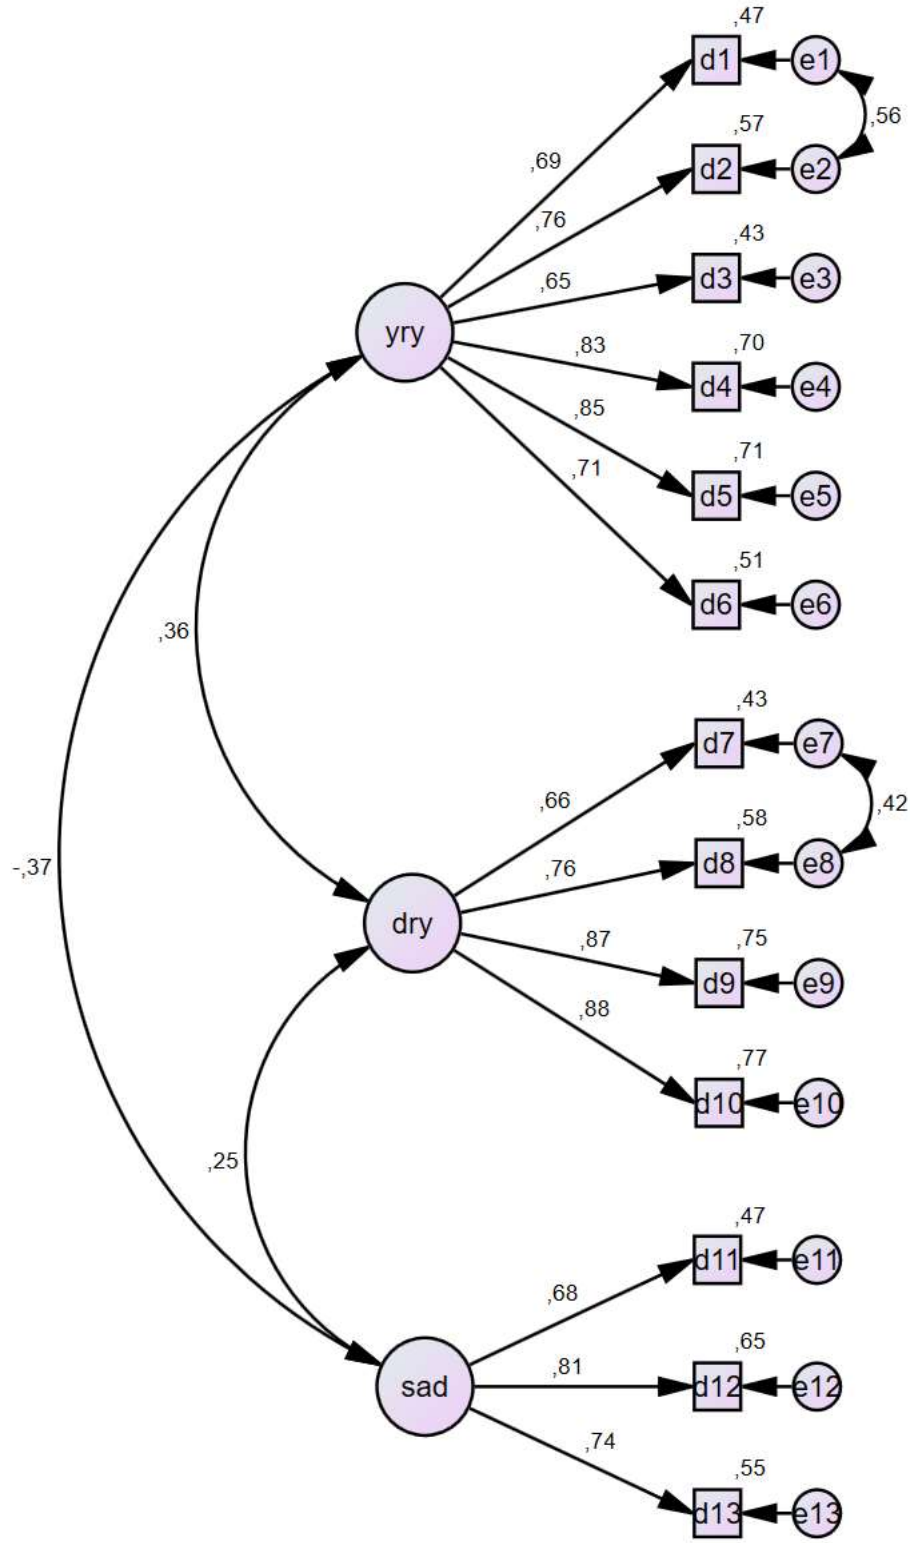 ,47
d1
e1
,56
,57
d2
e2
,69
,76
,43
d3
e3
,65
yry
,83
,70
d4
e4
,85
,71
d5
e5
,71
,51
d6
e6
,36
,43
d7
e7
,42
,66
,58
d8
e8
,76
-,37
dry
,87
,75
d9
e9
,88
,77
d10
e10
,25
,47
d11
e11
,68
,65
d12
e12
,81
sad
,74
,55
d13
e13